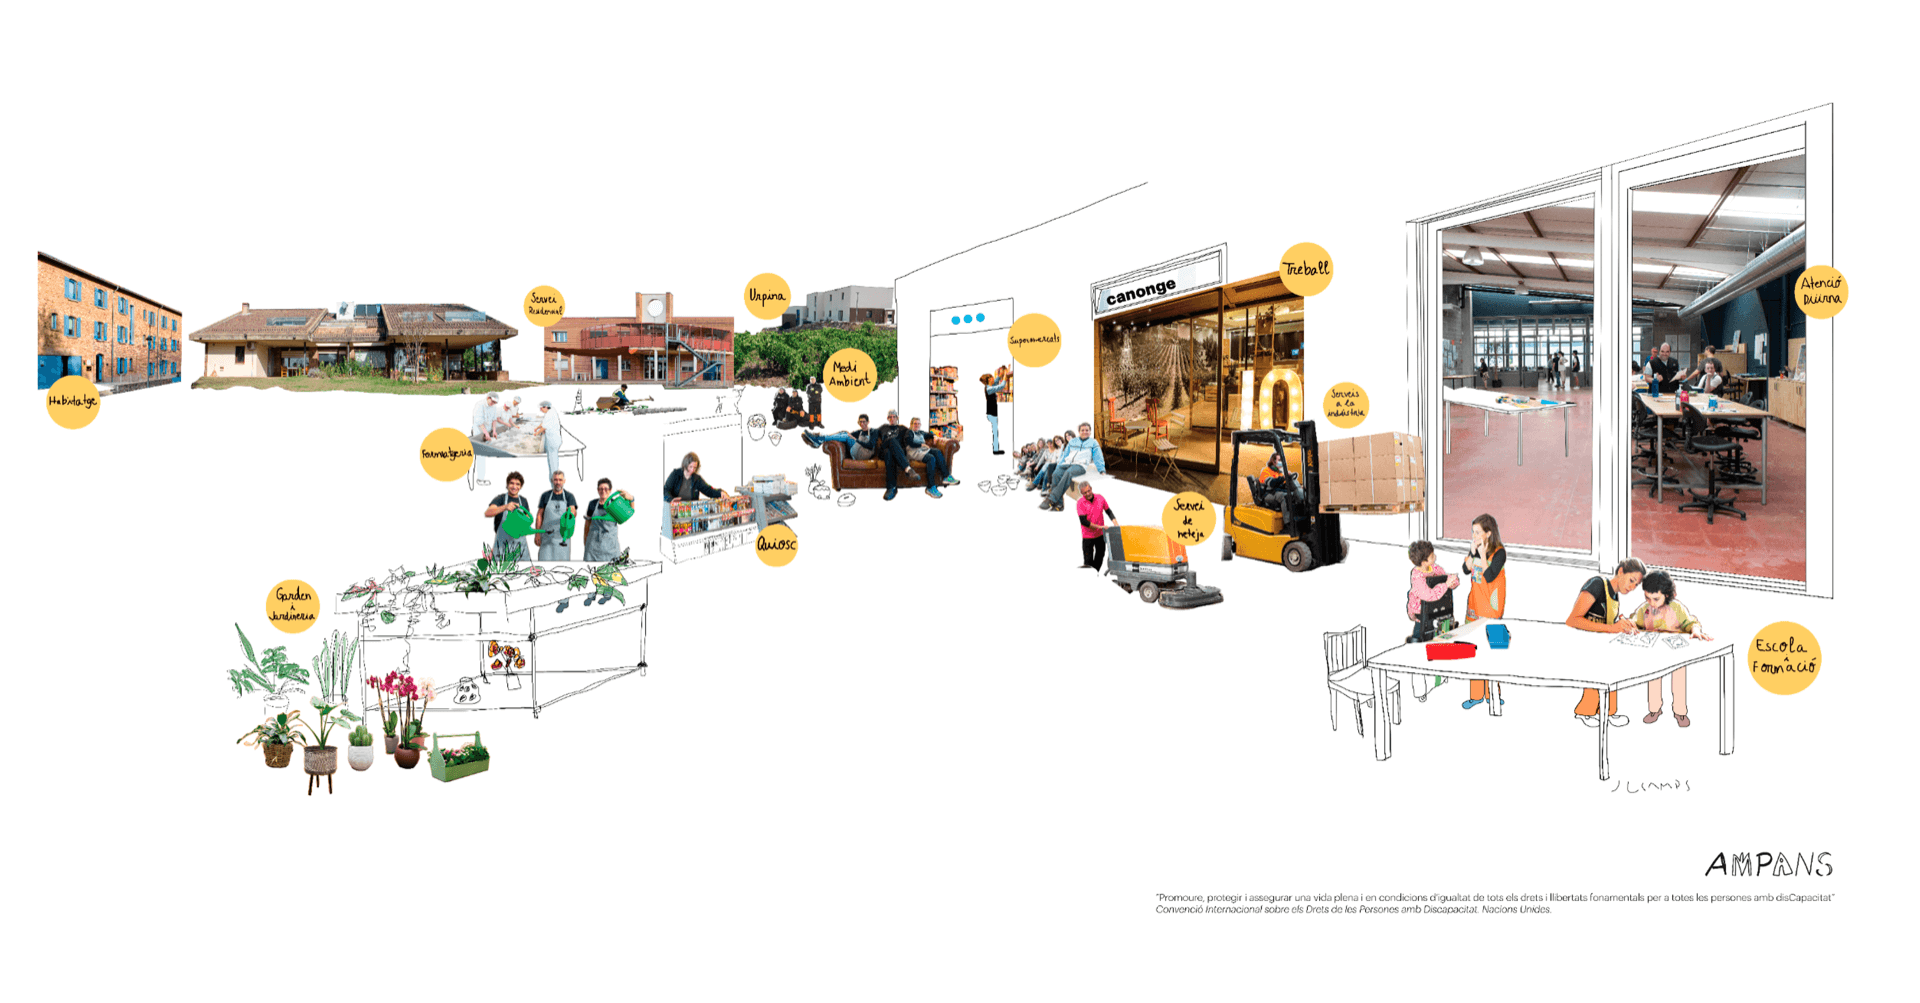 Habitatge
Servei
Residencial
Urpina
Medi
Ambient
Supermercats
canonge
Treball
Atenció
Diürna
Formatgeria
Serveis
a la
indústria
Quiosc
Servei
de
neteja
Garden
i
Jardineria
Escola
i
Formació
AMPANS
"Promoure, protegir i assegurar una vida plena i en condicions d'igualtat de tots els drets i llibertats fonamentals per a totes les persones amb disCapacitat"
Convenció Internacional sobre els Drets de les Persones amb Discapacitat. Nacions Unides.